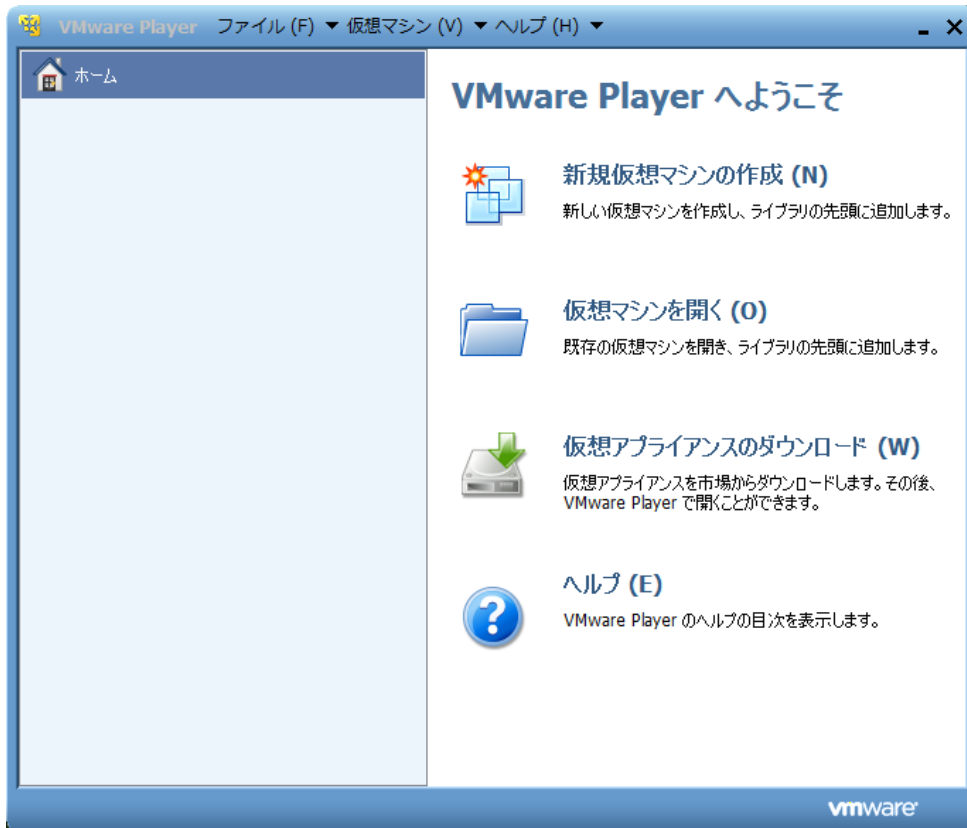 VMware Player ファイル (F) ▼ 仮想マシン (V) ▼ ヘルプ (H) ▼
ホーム
VMware Player へようこそ
新規仮想マシンの作成 (N)
新しい仮想マシンを作成し、ライブラリの先頭に追加します。
仮想マシンを開く (O)
既存の仮想マシンを開き、ライブラリの先頭に追加します。
仮想アプライアンスのダウンロード (W)
仮想アプライアンスを市場からダウンロードします。その後、
VMware Player で開くことができます。
ヘルプ (E)
VMware Player のヘルプの目次を表示します。
vmware